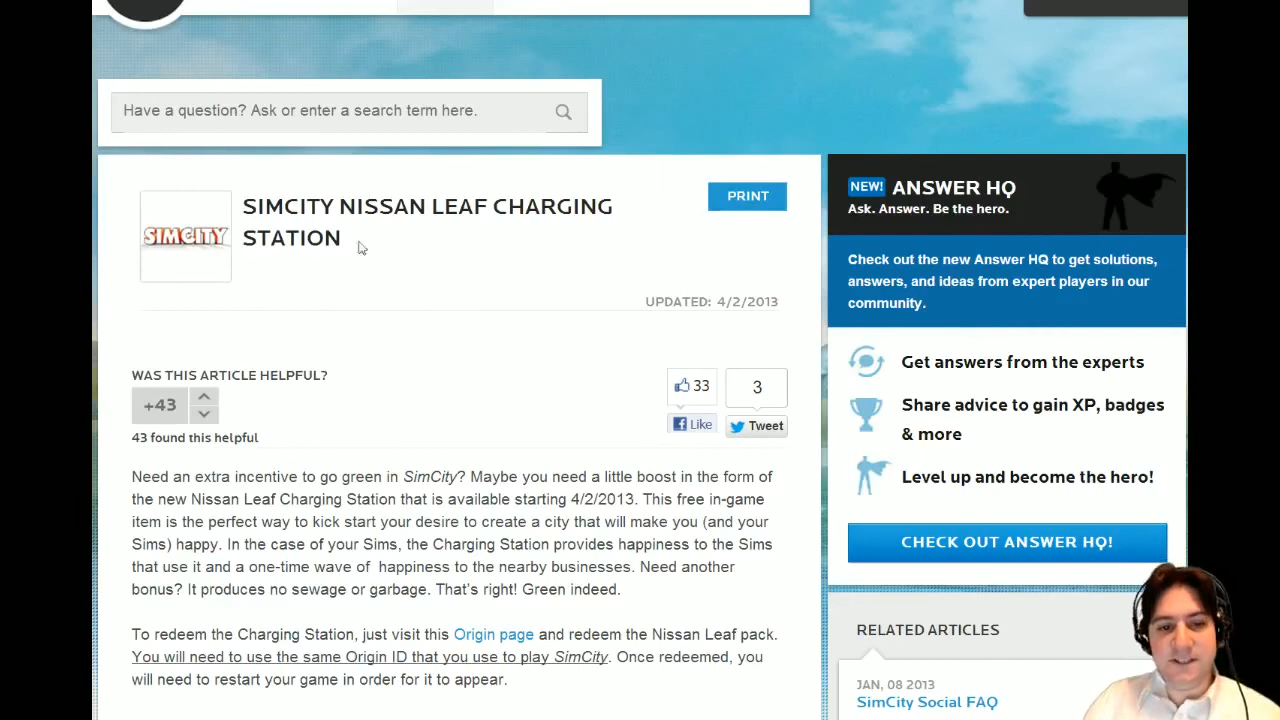 Have a question? Ask or enter a search term here.
SIMCITY
SIMCITY NISSAN LEAF CHARGING
STATION
PRINT
UPDATED: 4/2/2013
WAS THIS ARTICLE HELPFUL?
+43
43 found this helpful
33
Like
3
Tweet
Need an extra incentive to go green in SimCity? Maybe you need a little boost in the form of
the new Nissan Leaf Charging Station that is available starting 4/2/2013. This free in-game
item is the perfect way to kick start your desire to create a city that will make you (and your
Sims) happy. In the case of your Sims, the Charging Station provides happiness to the Sims
that use it and a one-time wave of  happiness to the nearby businesses. Need another
bonus? It produces no sewage or garbage. That's right! Green indeed.
To redeem the Charging Station, just visit this Origin page and redeem the Nissan Leaf pack.
You will need to use the same Origin ID that you use to play SimCity. Once redeemed, you
will need to restart your game in order for it to appear.
NEW! ANSWER HQ
Ask. Answer. Be the hero.
Check out the new Answer HQ to get solutions,
answers, and ideas from expert players in our
community.
Get answers from the experts
Share advice to gain XP, badges
& more
Level up and become the hero!
CHECK OUT ANSWER HQ!
RELATED ARTICLES
JAN, 08 2013
SimCity Social FAQ